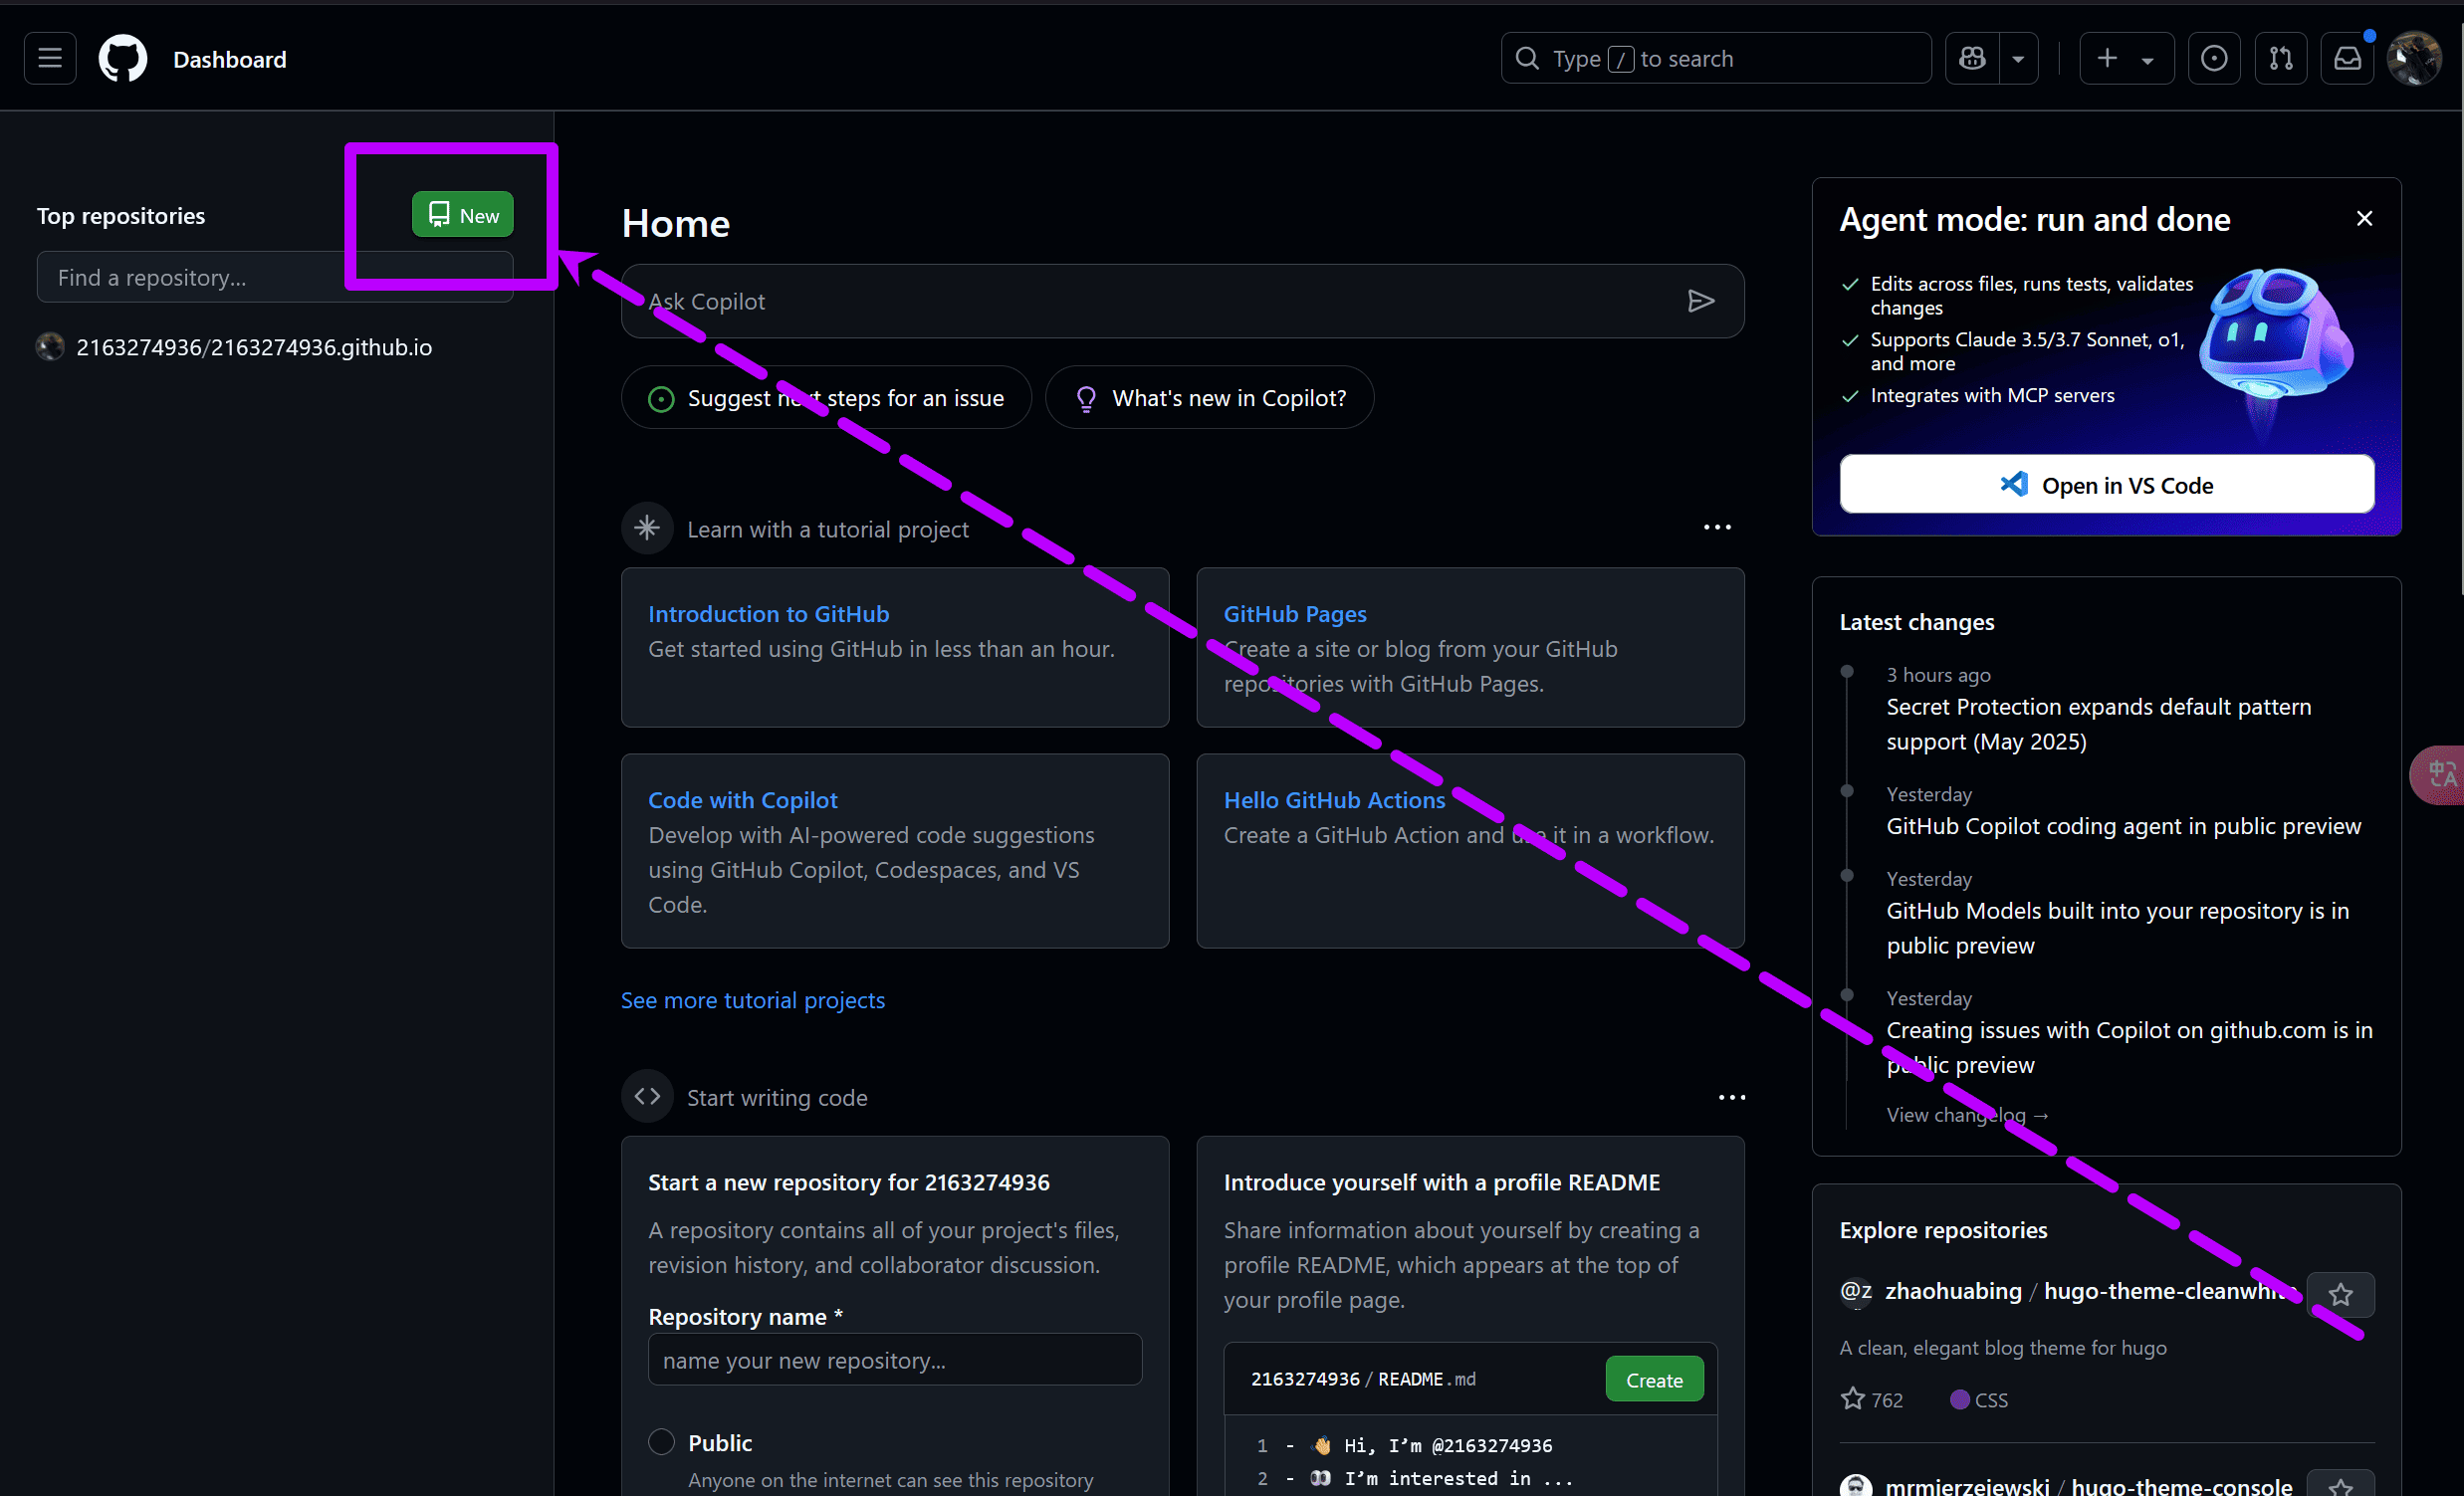 Dashboard
Type / to search
Top repositories
New
Find a repository...
2163274936/2163274936.github.io
Home
Ask Copilot
Suggest next steps for an issue
What's new in Copilot?
Learn with a tutorial project
Introduction to GitHub
Get started using GitHub in less than an hour.
GitHub Pages
Create a site or blog from your GitHub
repositories with GitHub Pages.
Code with Copilot
Develop with AI-powered code suggestions
using GitHub Copilot, Codespaces, and VS
Code.
Hello GitHub Actions
Create a GitHub Action and use it in a workflow.
See more tutorial projects
Start writing code
Start a new repository for 2163274936
A repository contains all of your project's files,
revision history, and collaborator discussion.
Repository name *
name your new repository...
Public
Anyone on the internet can see this repository
Introduce yourself with a profile README
Share information about yourself by creating a
profile README, which appears at the top of
your profile page.
2163274936 / README.md
Create
1 - 👋 Hi, I’m @2163274936
2 - 👀 I’m interested in ...
Agent mode: run and done
Edits across files, runs tests, validates
changes
Supports Claude 3.5/3.7 Sonnet, o1,
and more
Integrates with MCP servers
Open in VS Code
Latest changes
3 hours ago
Secret Protection expands default pattern
support (May 2025)
Yesterday
GitHub Copilot coding agent in public preview
Yesterday
GitHub Models built into your repository is in
public preview
Yesterday
Creating issues with Copilot on github.com is in
public preview
View changelog →
中A
Explore repositories
@z zhaohuabing / hugo-theme-cleanwhite
A clean, elegant blog theme for hugo
762
CSS
mrmierzejewski / hugo-theme-console